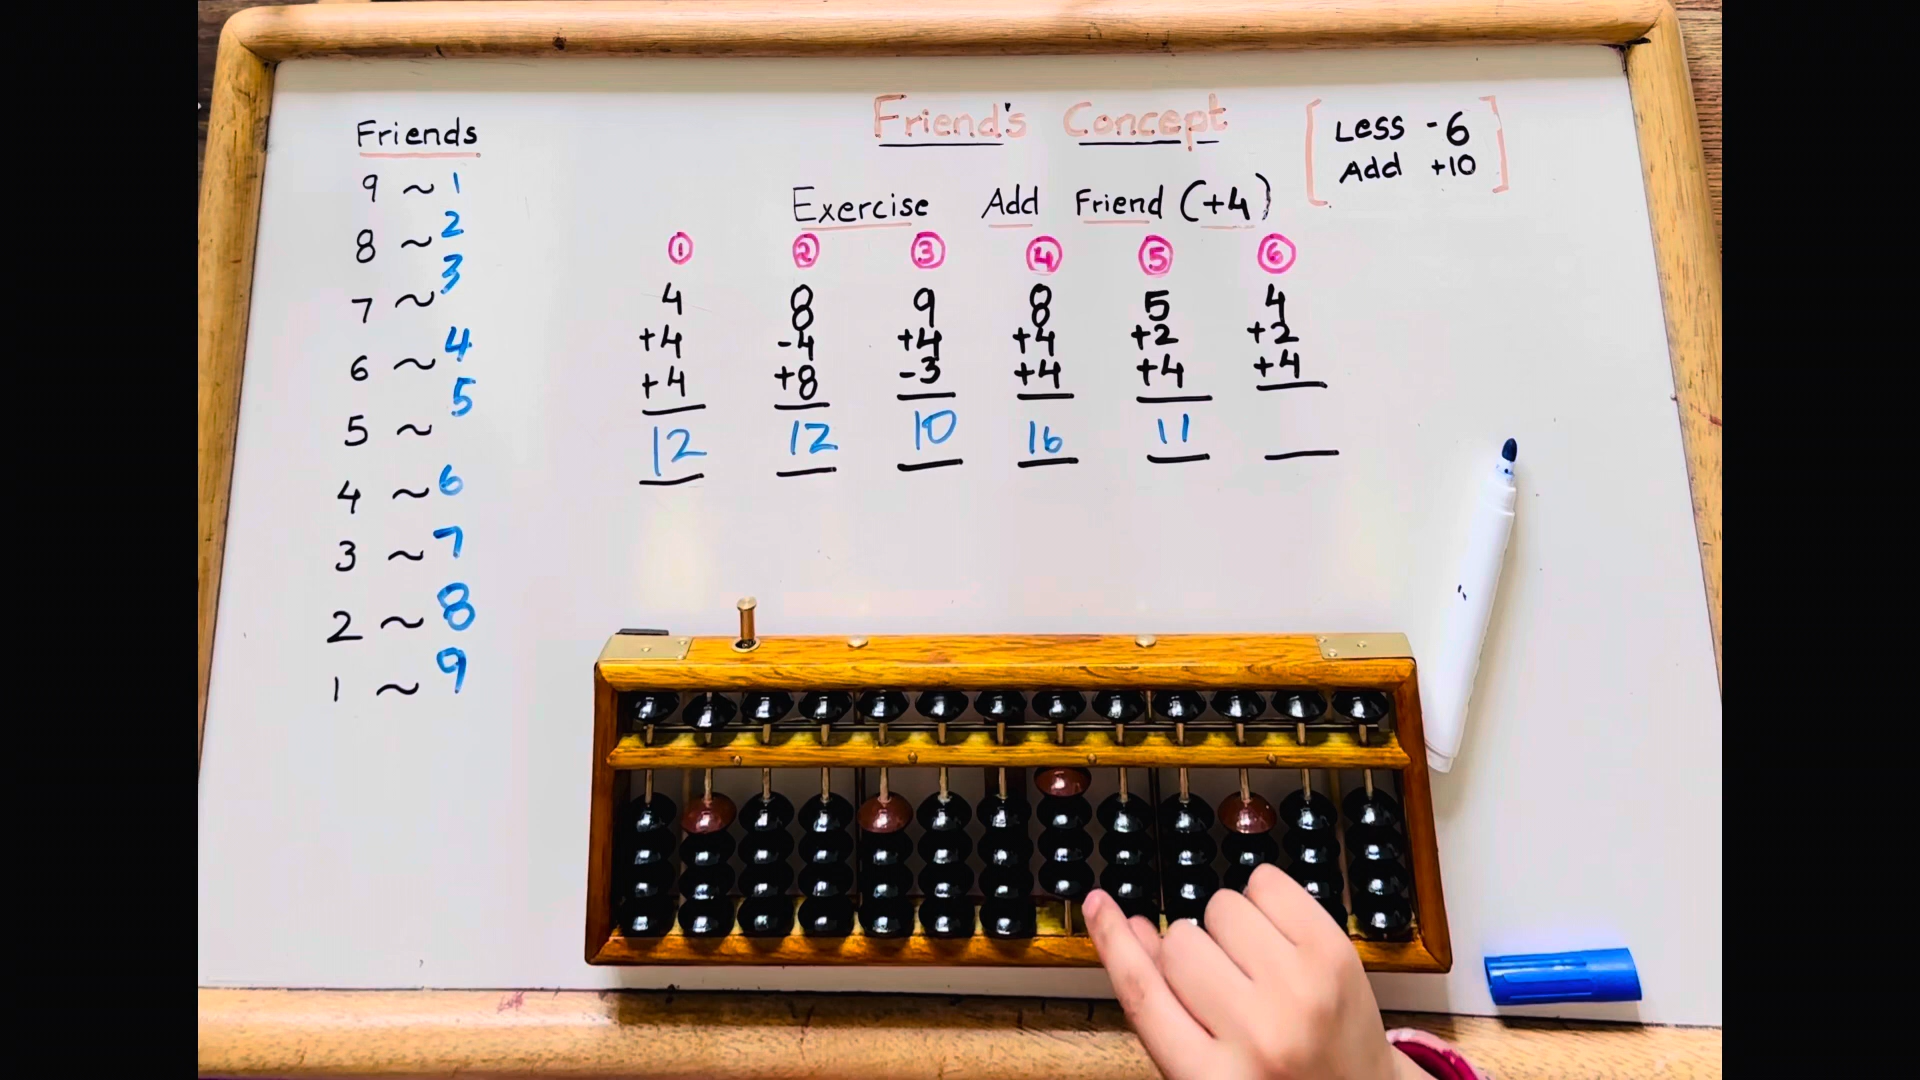 Friends
9 ~ 1
8 ~ 2
7 ~ 3
6 ~ 4
5 ~ 5
4 ~ 6
3 ~ 7
2 ~ 8
1 ~ 9
Friend's Concept
Less -6
Add +10
Exercise Add Friend (+4)
① ② ③ ④ ⑤ ⑥
4 8 9 8 5 4
+4 -4 +4 +4 +2 +2
+4 +8 -3 +4 +4 +4
12 12 10 16 11